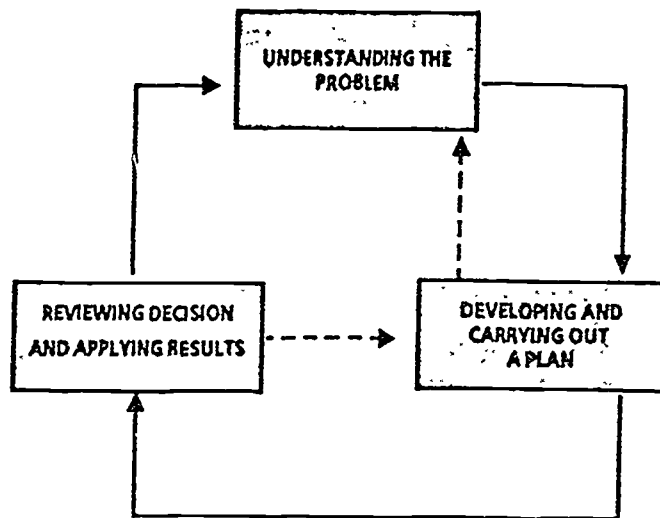 UNDERSTANDING THE
PROBLEM
REVIEWING DECISION
AND APPLYING RESULTS
DEVELOPING AND
CARRYING OUT
A PLAN